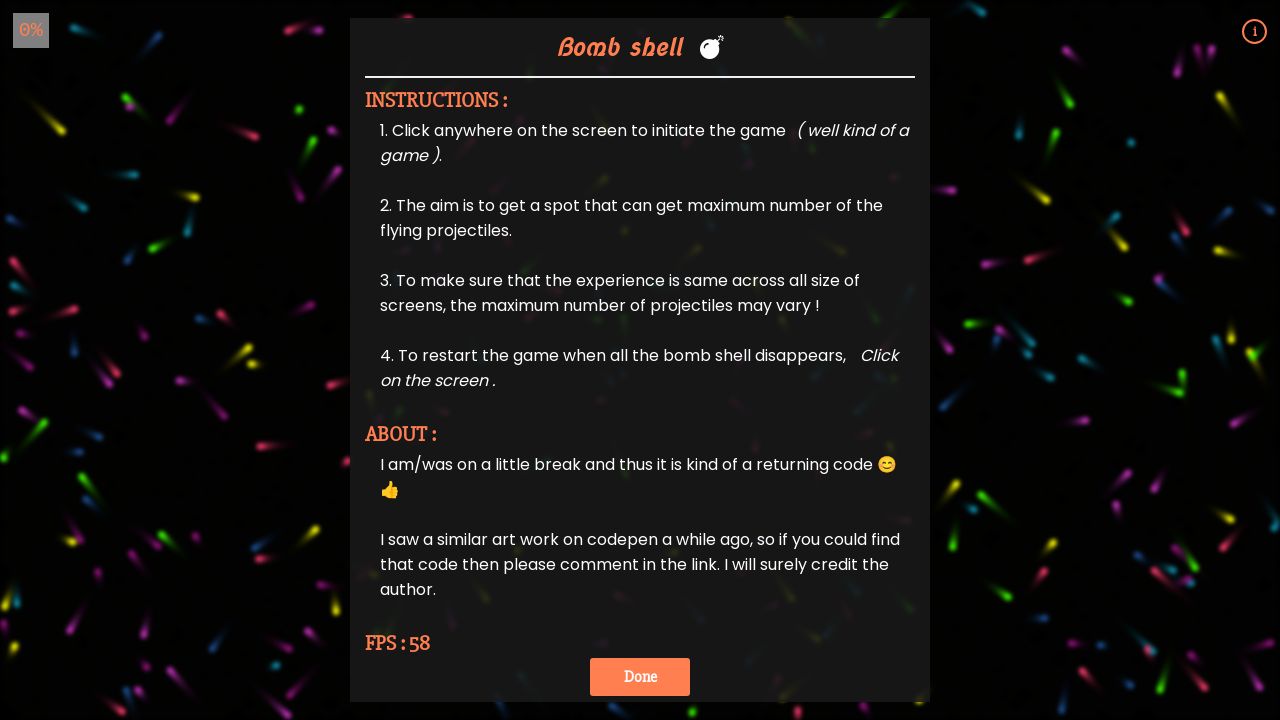 0%
i
Bomb shell 💣
INSTRUCTIONS :
1. Click anywhere on the screen to initiate the game ( well kind of a
game ).
2. The aim is to get a spot that can get maximum number of the
flying projectiles.
3. To make sure that the experience is same across all size of
screens, the maximum number of projectiles may vary !
4. To restart the game when all the bomb shell disappears, Click
on the screen .
ABOUT :
I am/was on a little break and thus it is kind of a returning code 😊
👍
I saw a similar art work on codepen a while ago, so if you could find
that code then please comment in the link. I will surely credit the
author.
FPS : 58
Done